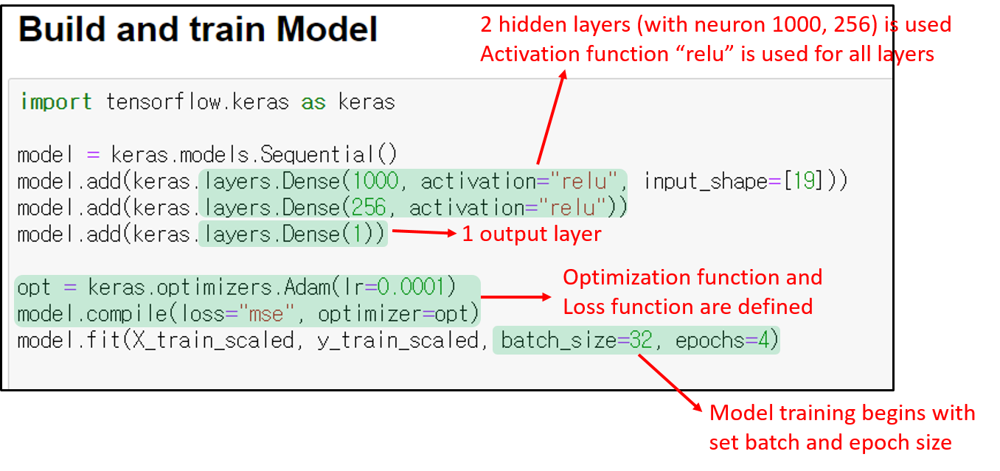 Build and train Model
2 hidden layers (with neuron 1000, 256) is used
Activation function “relu” is used for all layers
import tensorflow.keras as keras
model = keras.models.Sequential()
model.add(keras.layers.Dense(1000, activation="relu", input_shape=[19]))
model.add(keras.layers.Dense(256, activation="relu"))
model.add(keras.layers.Dense(1))
1 output layer
opt = keras.optimizers.Adam(lr=0.0001)
model.compile(loss="mse", optimizer=opt)
model.fit(X_train_scaled, y_train_scaled, batch_size=32, epochs=4)
Optimization function and
Loss function are defined
Model training begins with
set batch and epoch size